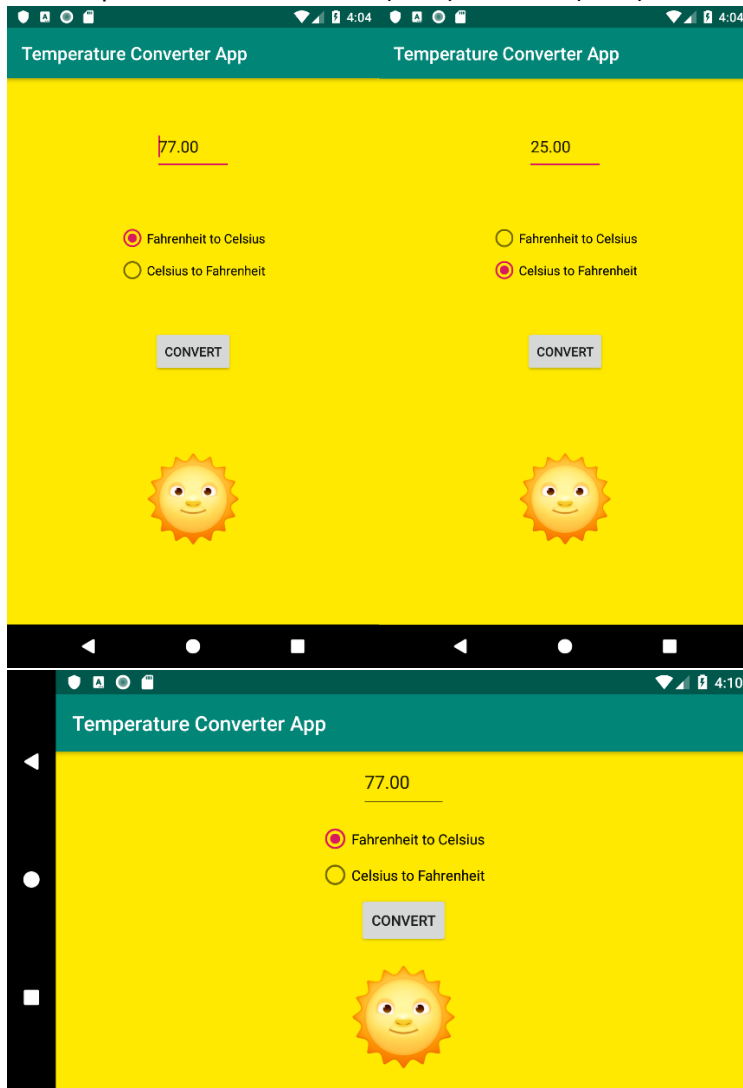 4:04
Temperature Converter App
77.00
Fahrenheit to Celsius
Celsius to Fahrenheit
CONVERT
4:04
Temperature Converter App
25.00
Fahrenheit to Celsius
Celsius to Fahrenheit
CONVERT
4:10
Temperature Converter App
77.00
Fahrenheit to Celsius
Celsius to Fahrenheit
CONVERT